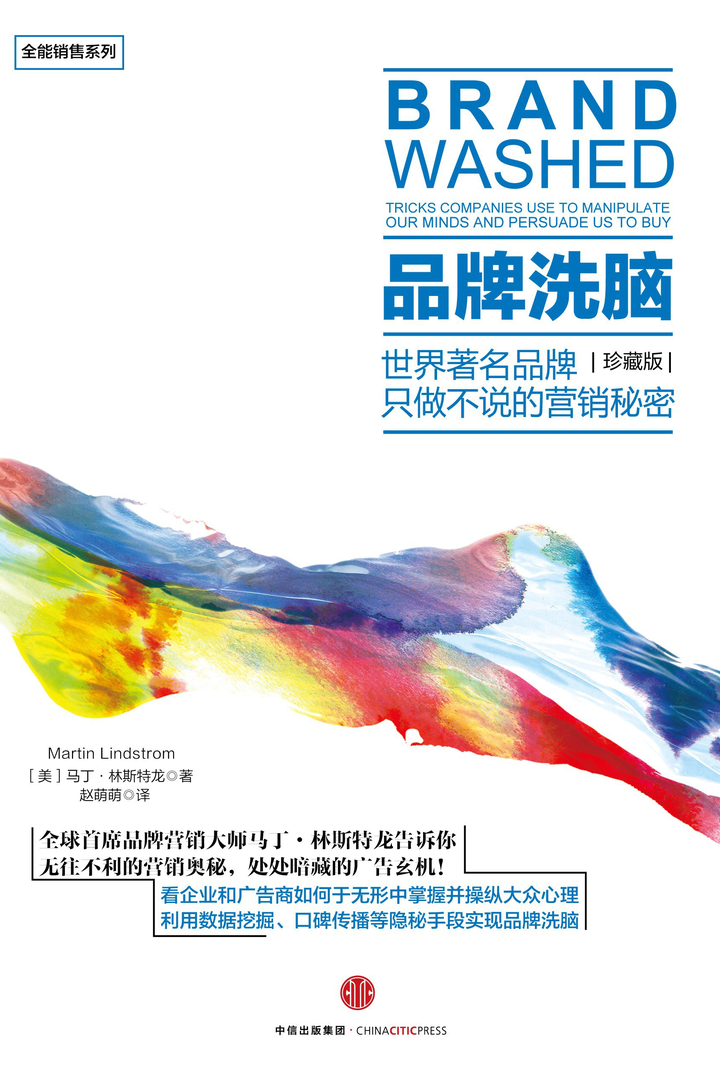 全能销售系列
BRAND
WASHED
TRICKS COMPANIES USE TO MANIPULATE
OUR MINDS AND PERSUADE US TO BUY
品牌洗脑
世界著名品牌 |珍藏版|
只做不说的营销秘密
Martin Lindstrom
[美]马丁·林斯特龙◎著
赵萌萌◎译
全球首席品牌营销大师马丁·林斯特龙告诉你
无往不利的营销奥秘，处处暗藏的广告玄机！
看企业和广告商如何于无形中掌握并操纵大众心理
利用数据挖掘、口碑传播等隐秘手段实现品牌洗脑
中信出版集团·CHINACITICPRESS